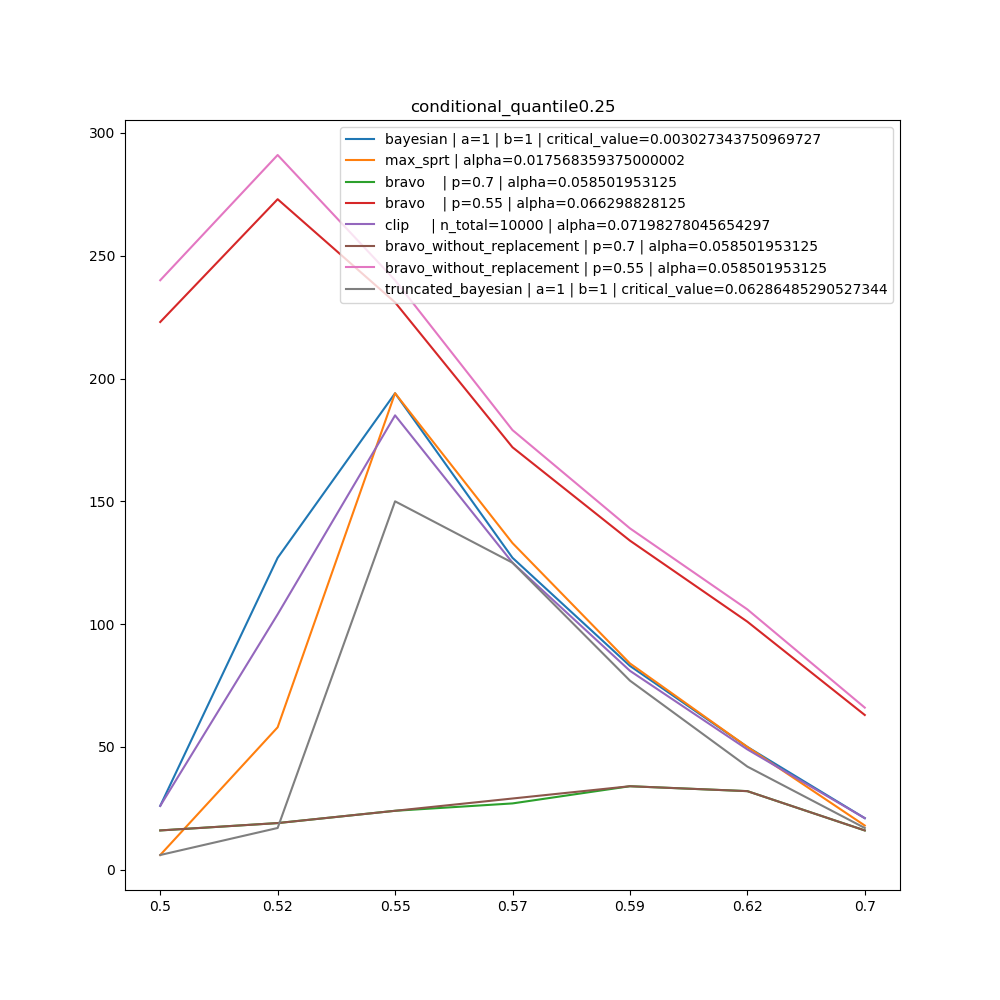 conditional_quantile0.25
300
250
200
150
100
50
0
bayesian | a=1 | b=1 | critical_value=0.003027343750969727
max_sprt | alpha=0.017568359375000002
bravo    | p=0.7 | alpha=0.058501953125
bravo    | p=0.55 | alpha=0.066298828125
clip     | n_total=10000 | alpha=0.07198278045654297
bravo_without_replacement | p=0.7 | alpha=0.058501953125
bravo_without_replacement | p=0.55 | alpha=0.058501953125
truncated_bayesian | a=1 | b=1 | critical_value=0.06286485290527344
0.5 0.52 0.55 0.57 0.59 0.62 0.7